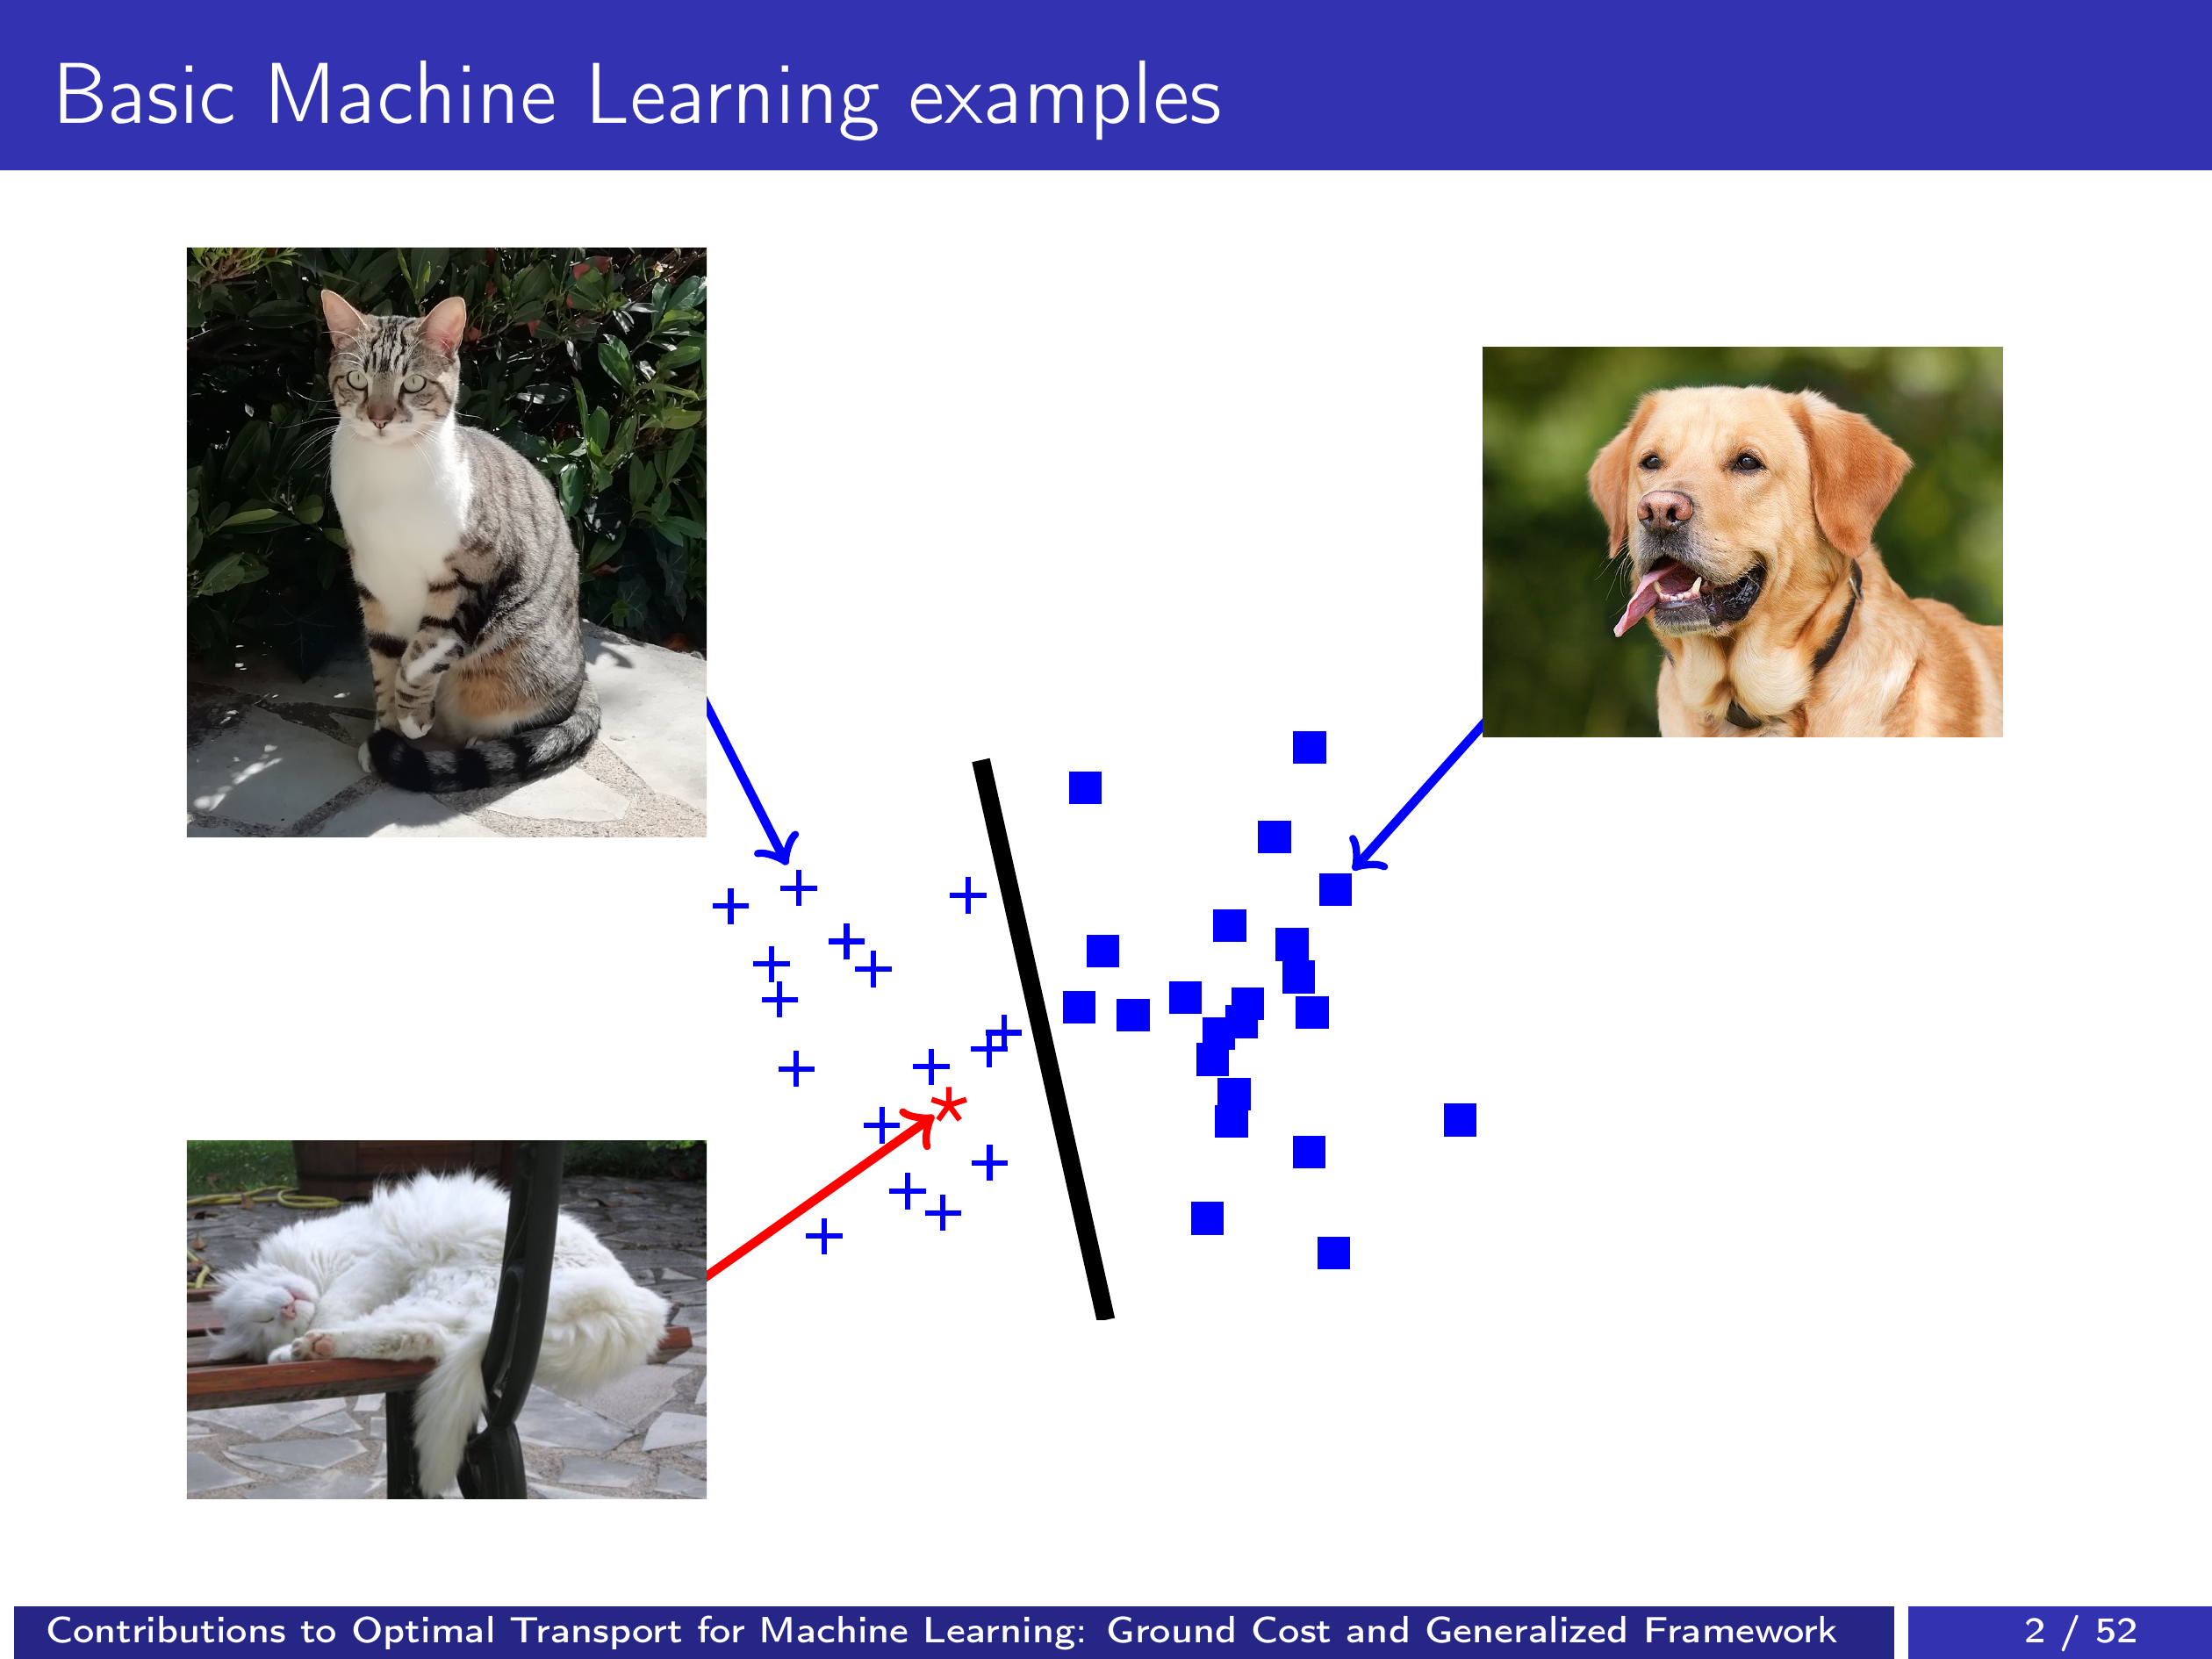 Basic Machine Learning examples
Contributions to Optimal Transport for Machine Learning: Ground Cost and Generalized Framework
2 / 52